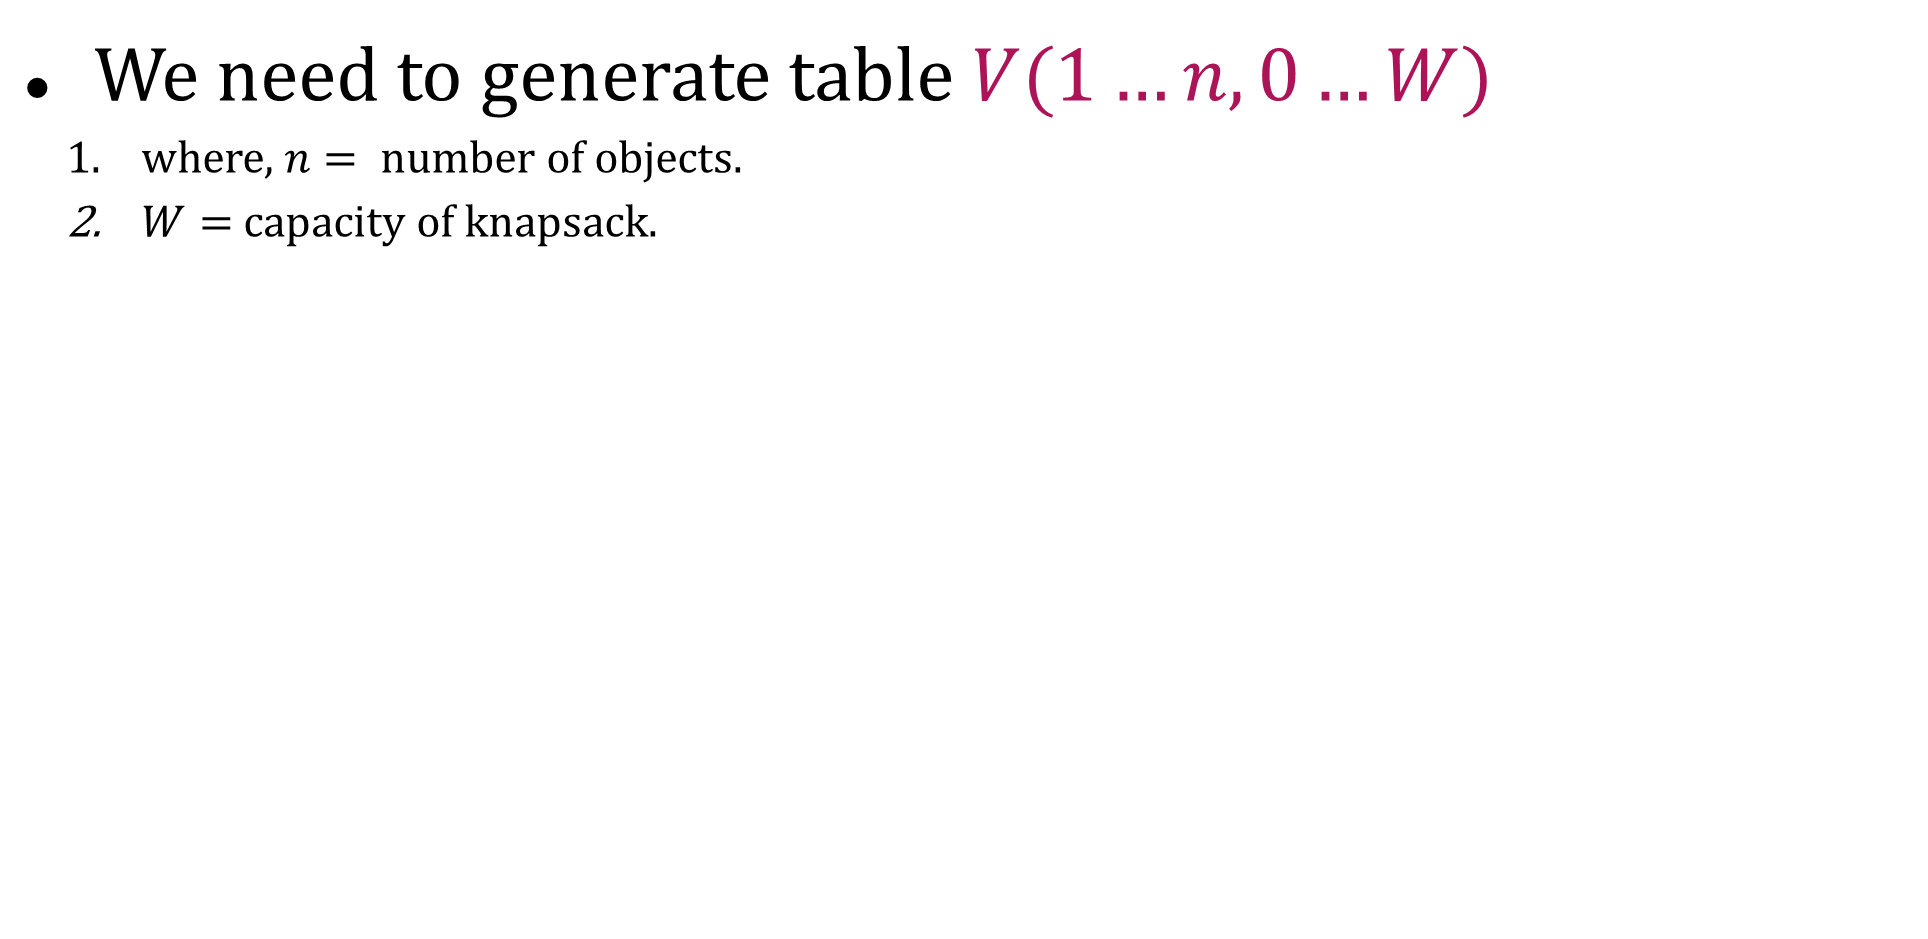 • We need to generate table V(1 … n, 0 … W)
1. where, n = number of objects.
2. W = capacity of knapsack.